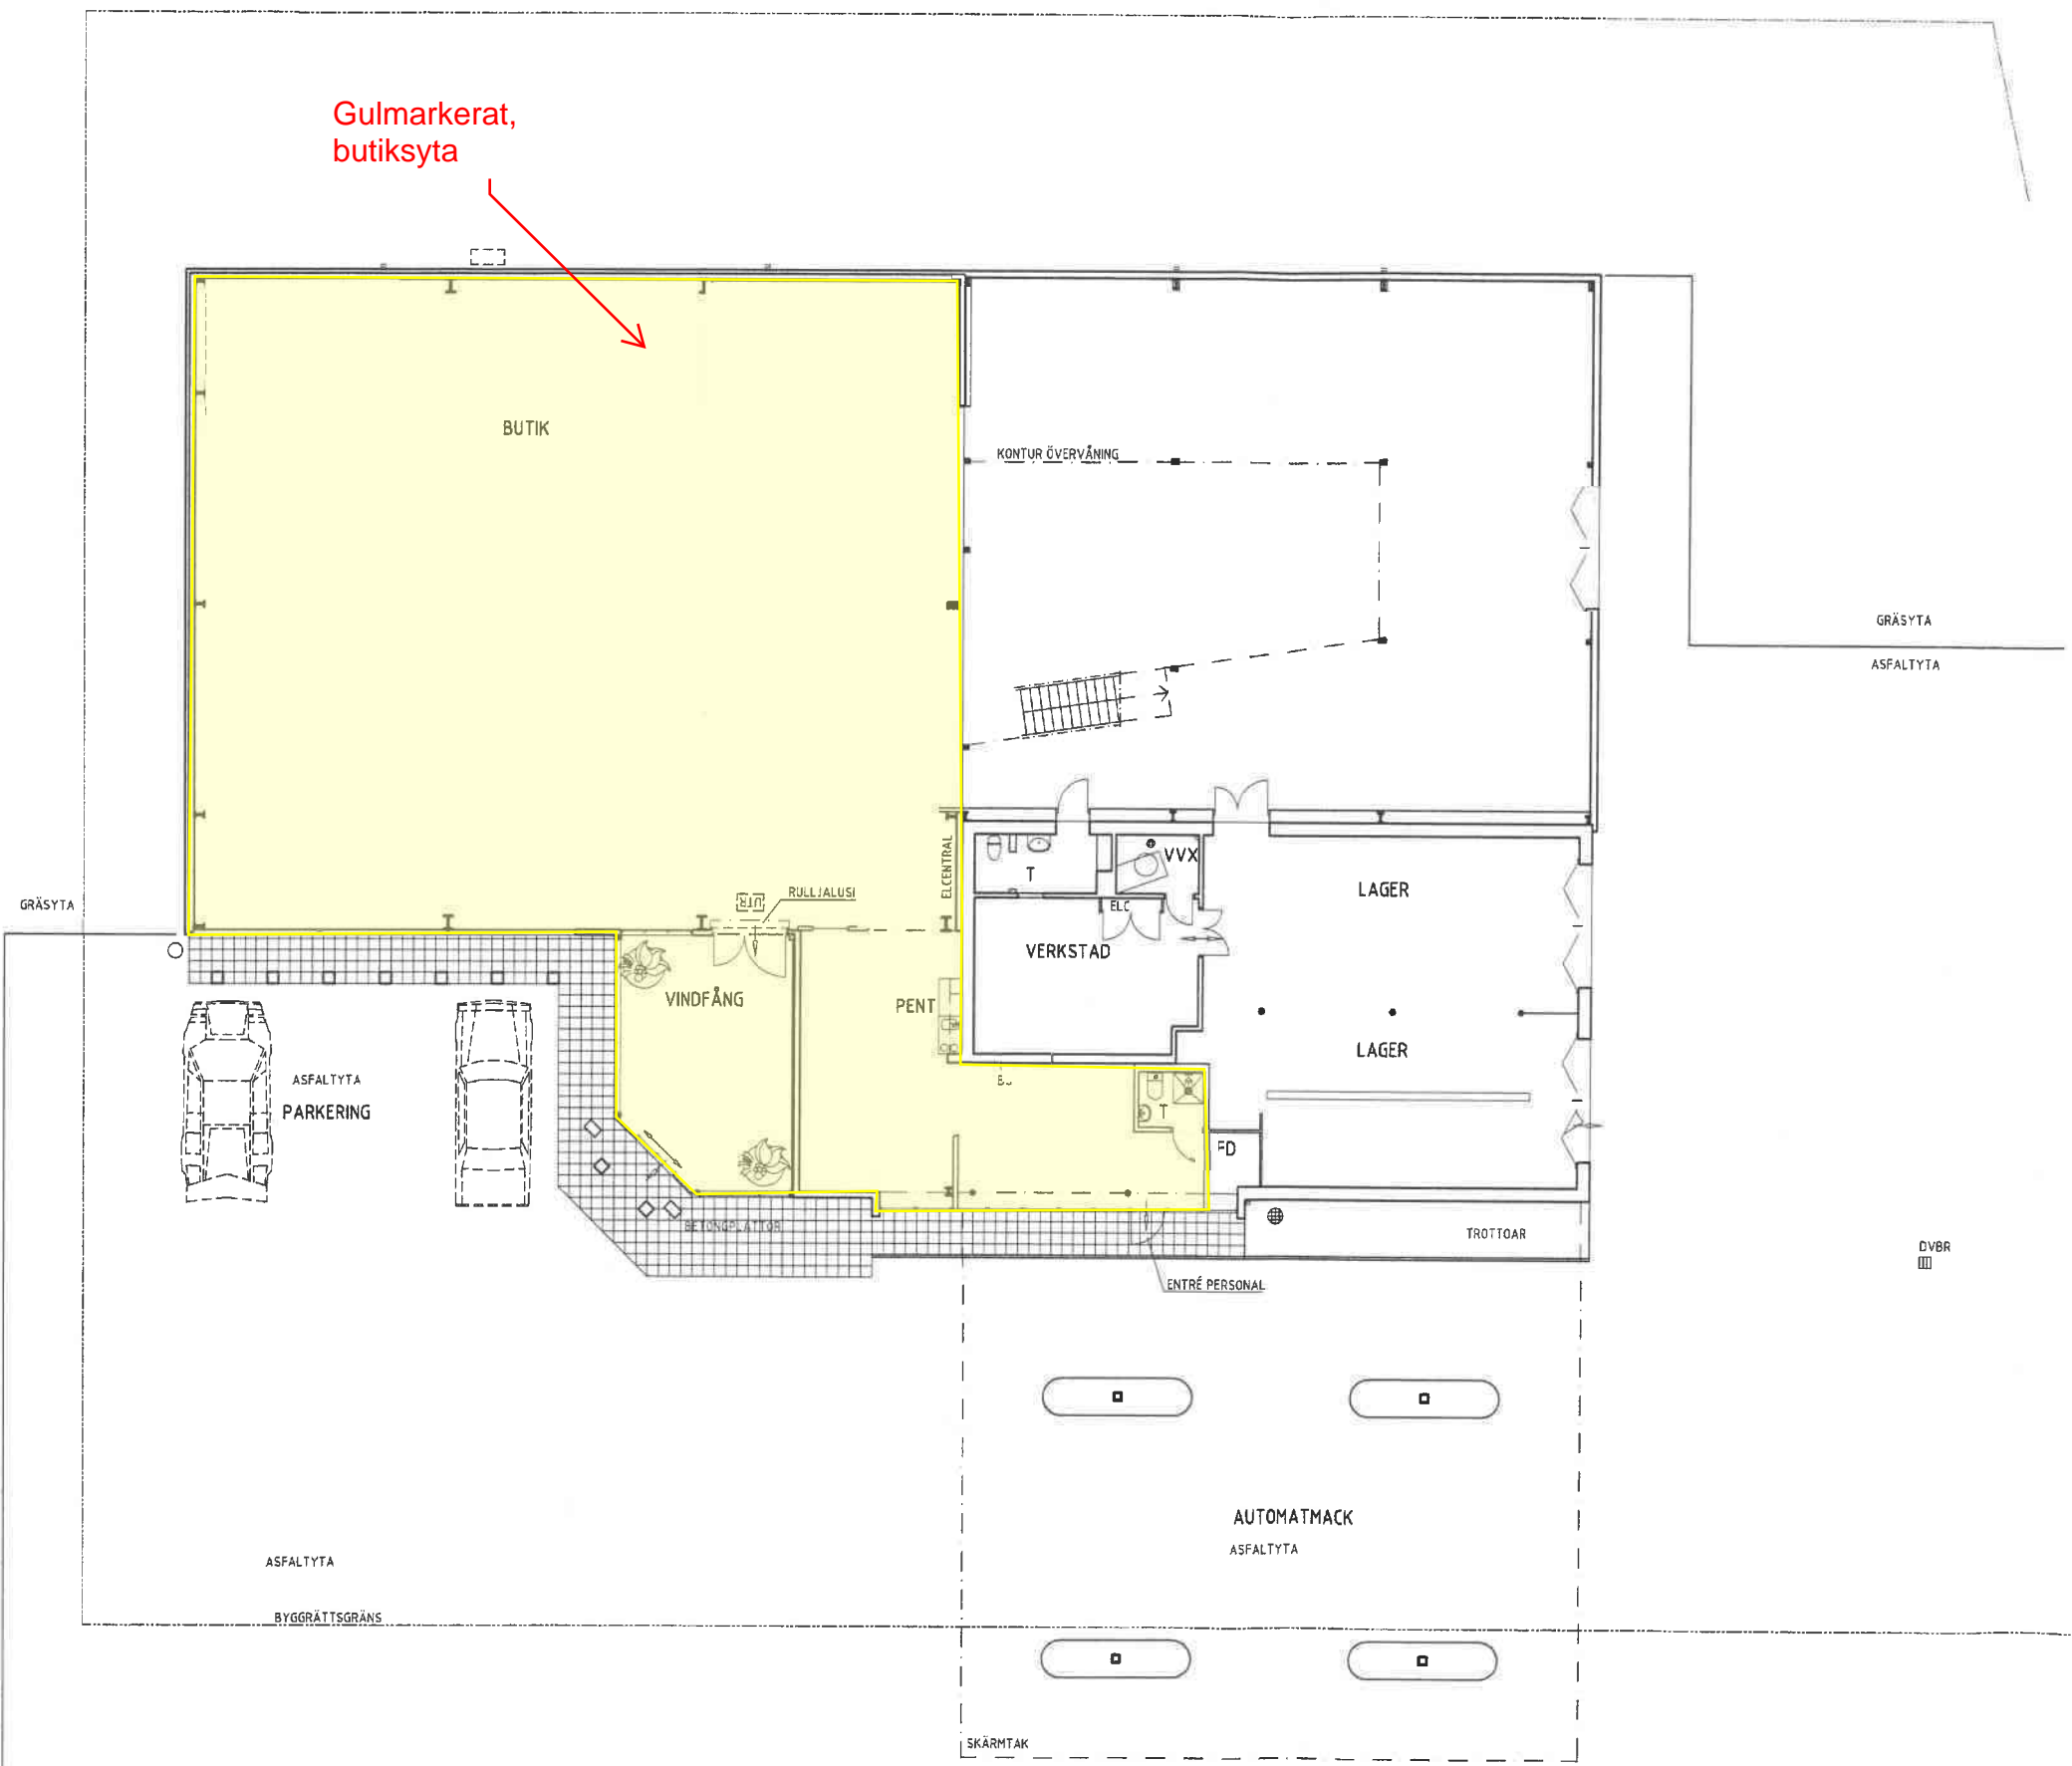 Gulmarkerat,
butiksyta
BUTIK
KONTUR ÖVERVÅNING
GRÄSYTA
ASFALTYTA
ELCENTRAL
T
VVX
LAGER
RULLJALUSI
UTR
ELC
GRÄSYTA
VERKSTAD
VINDFÅNG
PENT
LAGER
ASFALTYTA
PARKERING
T
FD
BETONGPLATTOR
TROTTOAR
DVBR
ENTRÉ PERSONAL
AUTOMATMACK
ASFALTYTA
ASFALTYTA
BYGGRÄTTSGRÄNS
SKÄRMTAK